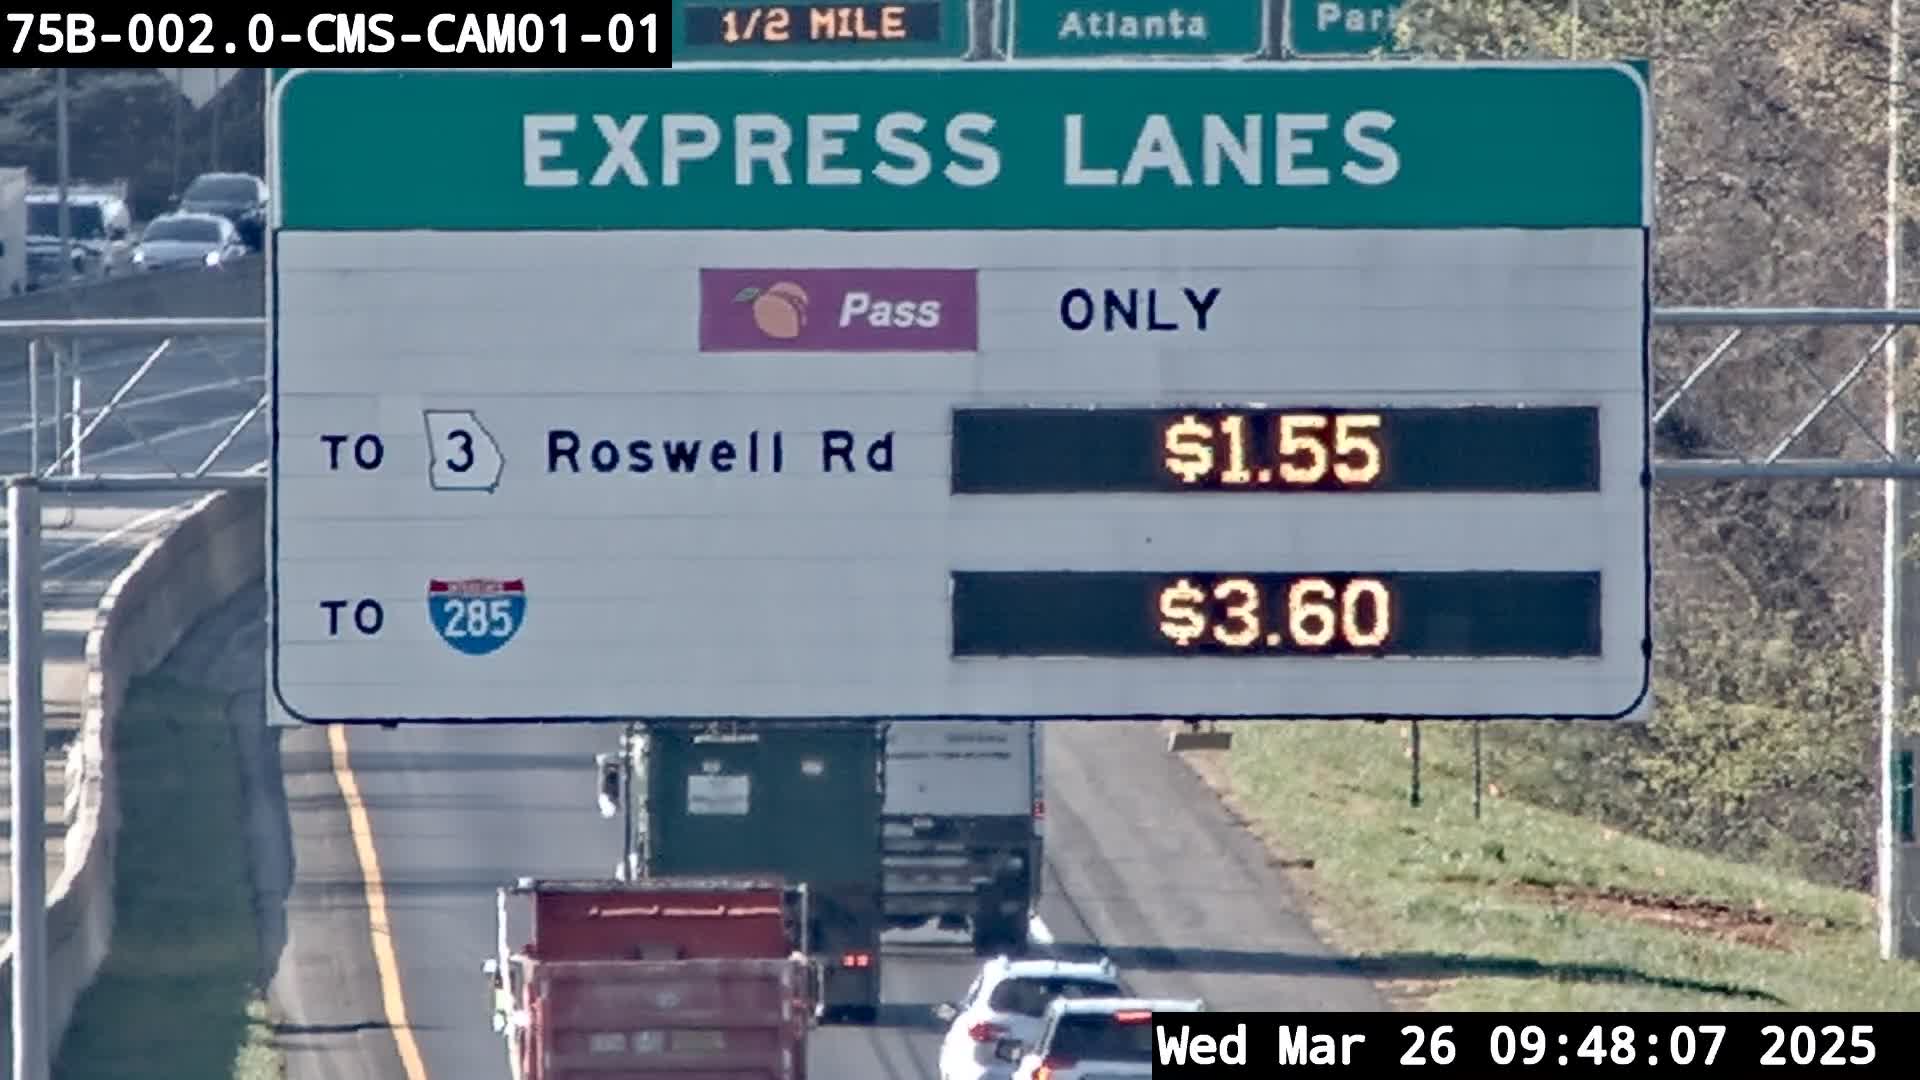 75B-002.0-CMS-CAM01-01
1/2 MILE
Atlanta
EXPRESS LANES
Pass ONLY
TO 3 Roswell Rd $1.55
TO 285 $3.60
Wed Mar 26 09:48:07 2025